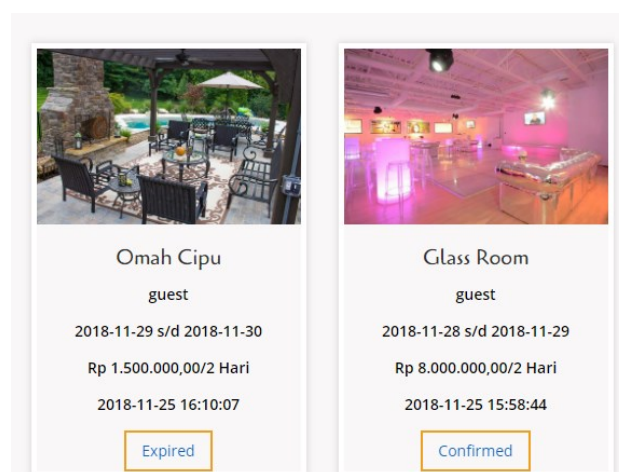 Omah Cipu
guest
2018-11-29 s/d 2018-11-30
Rp 1.500.000,00/2 Hari
2018-11-25 16:10:07
Expired
Glass Room
guest
2018-11-28 s/d 2018-11-29
Rp 8.000.000,00/2 Hari
2018-11-25 15:58:44
Confirmed